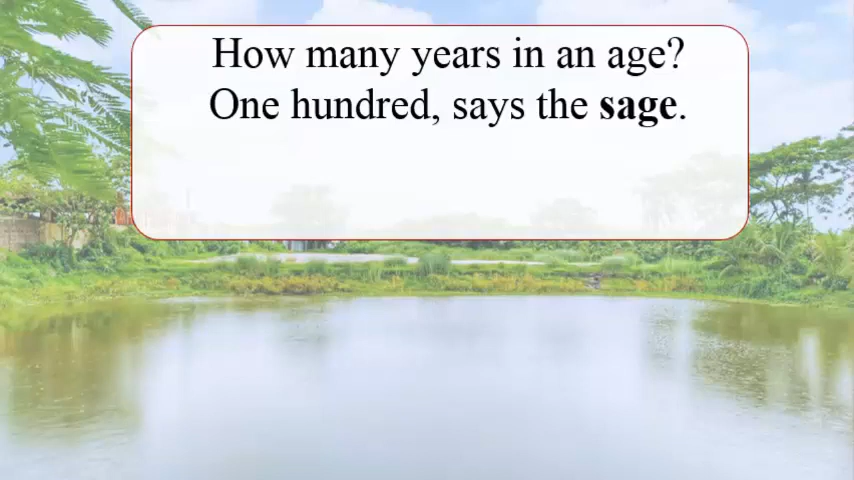 How many years in an age?
One hundred, says the sage.